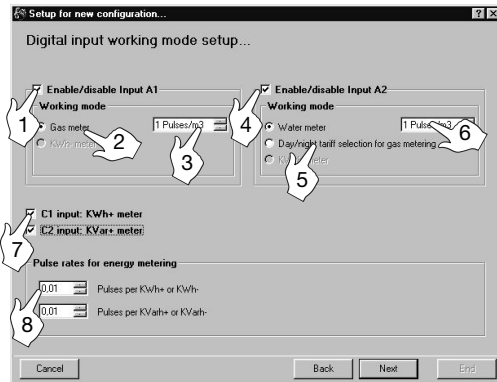 Setup for new configuration...
Digital input working mode setup...
Enable/disable Input A1
Working mode
Gas meter
1 Pulses/m3
KWh- meter
1
2
3
Enable/disable Input A2
Working mode
Water meter
1 Pulses/m3
Day/night tariff selection for gas metering
meter
4
5
6
C1 input: KWh+ meter
C2 input: KVar+ meter
7
Pulse rates for energy metering
0,01 Pulses per KWh+ or KWh-
0,01 Pulses per KVarh+ or KVarh-
8
Cancel
Back
Next
End